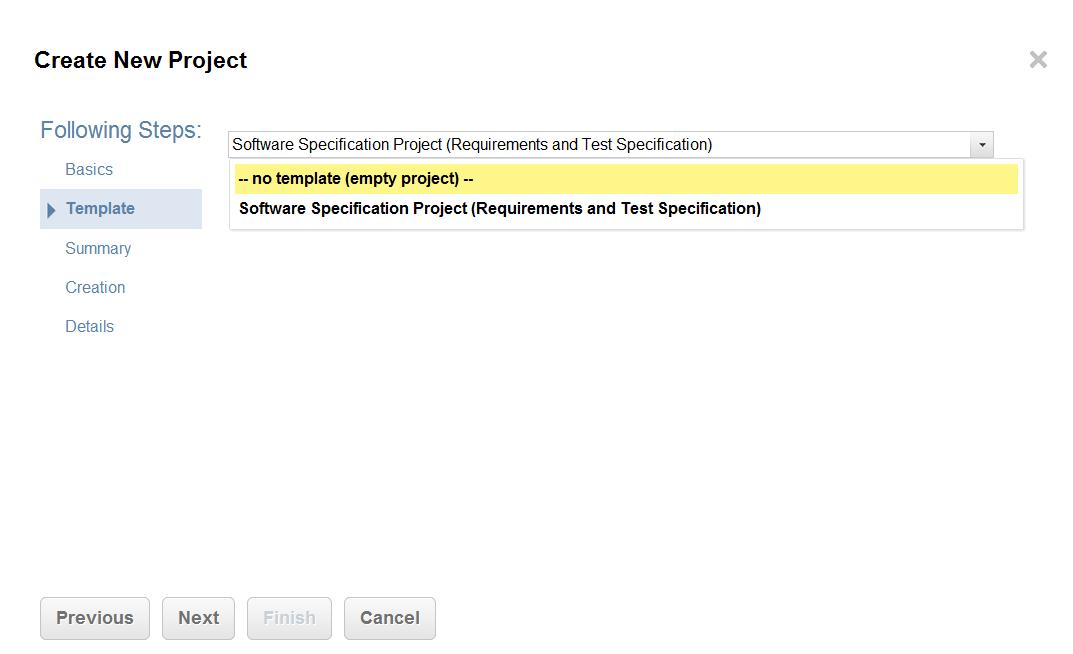 Create New Project
Following Steps:
Basics
Template
Summary
Creation
Details
Software Specification Project (Requirements and Test Specification)
-- no template (empty project) --
Software Specification Project (Requirements and Test Specification)
Previous
Next
Finish
Cancel